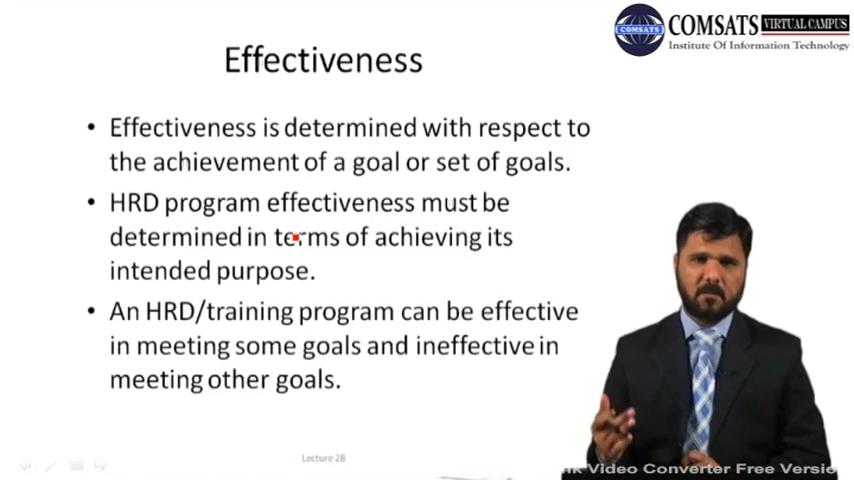 COMSATS VIRTUAL CAMPUS
COMSATS
Institute Of Information Technology
Effectiveness
• Effectiveness is determined with respect to
the achievement of a goal or set of goals.
• HRD program effectiveness must be
determined in terms of achieving its
intended purpose.
• An HRD/training program can be effective
in meeting some goals and ineffective in
meeting other goals.
Lecture 28
Video Converter Free Versio